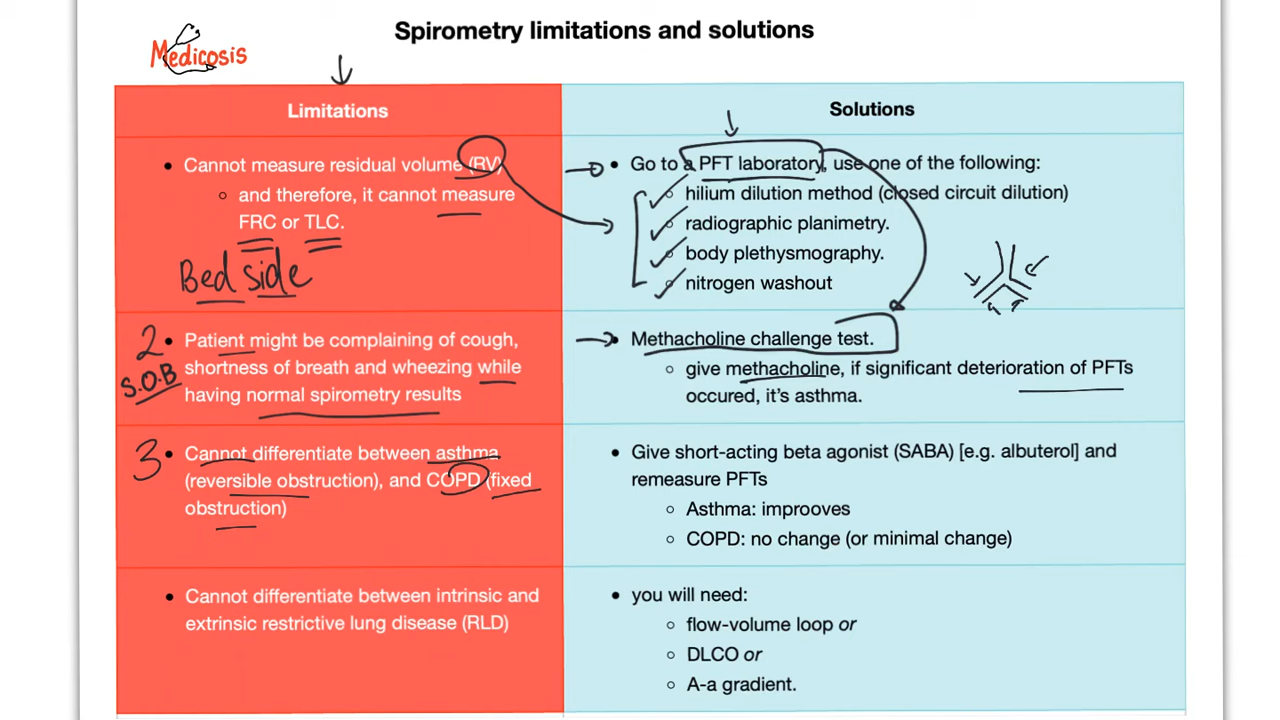 Spirometry limitations and solutions
Medicosis
Limitations
Solutions
• Cannot measure residual volume (RV)
○ and therefore, it cannot measure
FRC or TLC.
Bed side
• Go to a PFT laboratory, use one of the following:
○ hilium dilution method (closed circuit dilution)
○ radiographic planimetry.
○ body plethysmography.
○ nitrogen washout
2
S.O.B
• Patient might be complaining of cough,
shortness of breath and wheezing while
having normal spirometry results
• Methacholine challenge test.
○ give methacholine, if significant deterioration of PFTs
occured, it's asthma.
3
• Cannot differentiate between asthma
(reversible obstruction), and COPD (fixed
obstruction)
• Give short-acting beta agonist (SABA) [e.g. albuterol] and
remeasure PFTs
○ Asthma: improoves
○ COPD: no change (or minimal change)
• Cannot differentiate between intrinsic and
extrinsic restrictive lung disease (RLD)
• you will need:
○ flow-volume loop or
○ DLCO or
○ A-a gradient.